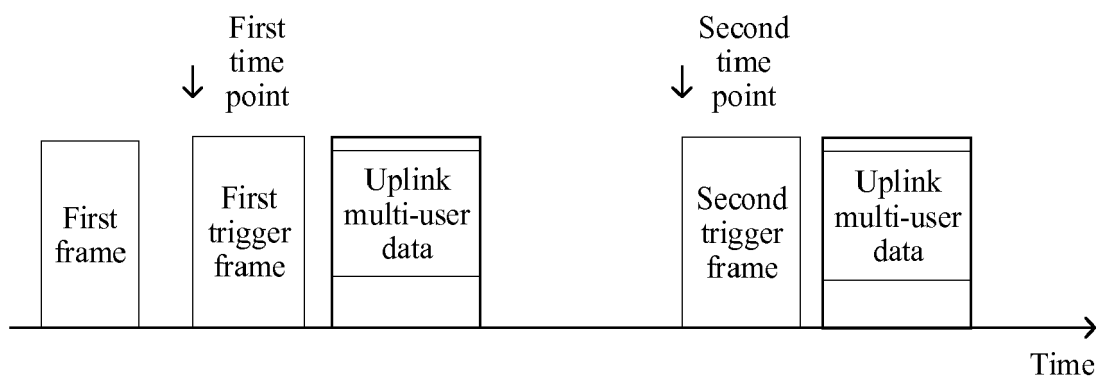 First
time
point
Second
time
point
First
frame
First
trigger
frame
Uplink
multi-user
data
Second
trigger
frame
Uplink
multi-user
data
Time